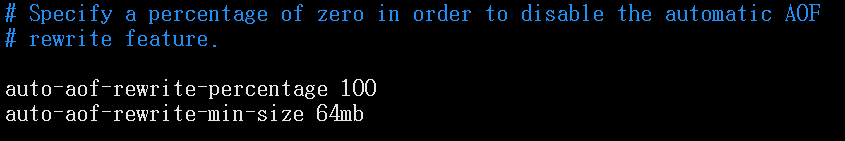 # Specify a percentage of zero in order to disable the automatic AOF
# rewrite feature.
auto-aof-rewrite-percentage 100
auto-aof-rewrite-min-size 64mb